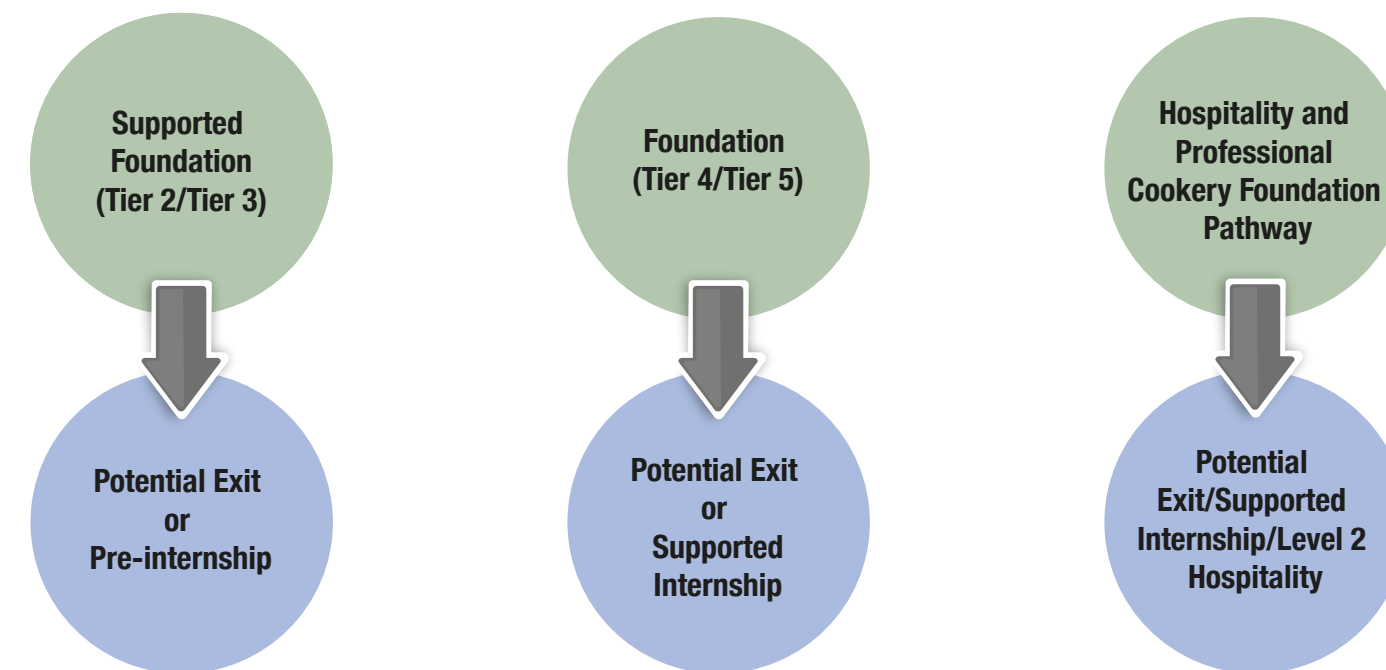 Supported
Foundation
(Tier 2/Tier 3)
Potential Exit
or
Pre-internship
Foundation
(Tier 4/Tier 5)
Potential Exit
or
Supported
Internship
Hospitality and
Professional
Cookery Foundation
Pathway
Potential
Exit/Supported
Internship/Level 2
Hospitality